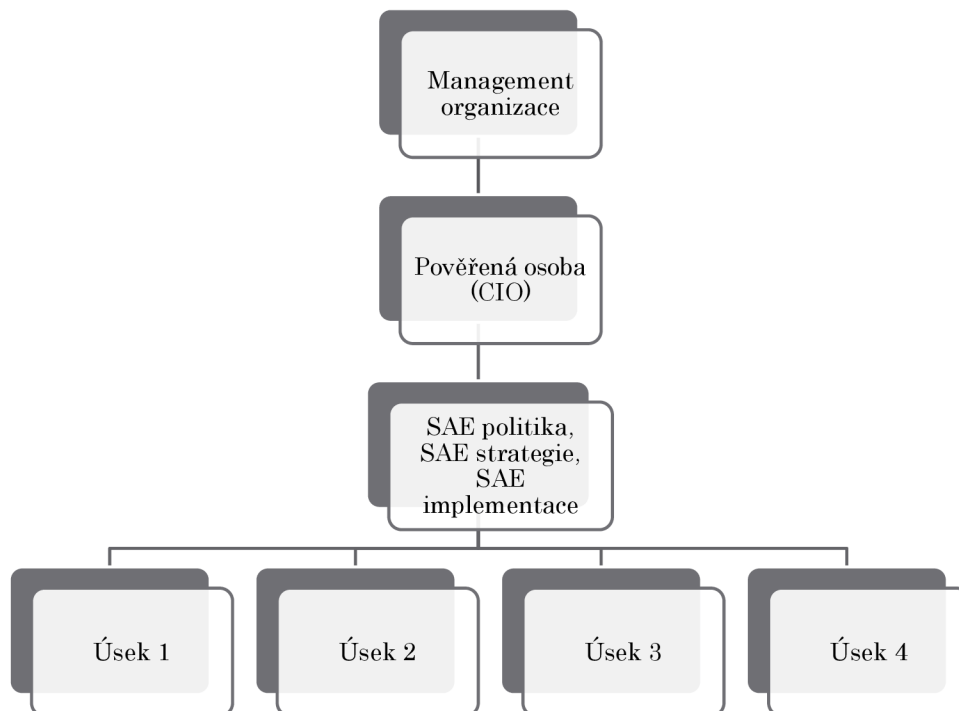 Management
organizace
Pověřená osoba
(CIO)
SAE politika,
SAE strategie,
SAE
implementace
Úsek 1
Úsek 2
Úsek 3
Úsek 4